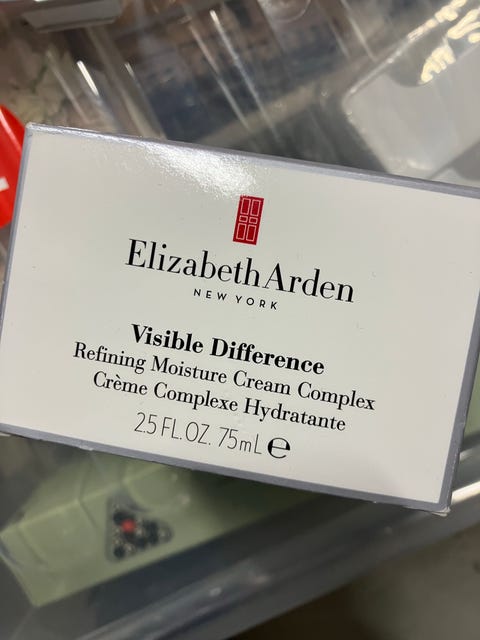 Elizabeth Arden
NEW YORK
Visible Difference
Refining Moisture Cream Complex
Crème Complexe Hydratante
2.5 FL.OZ. 75mL e